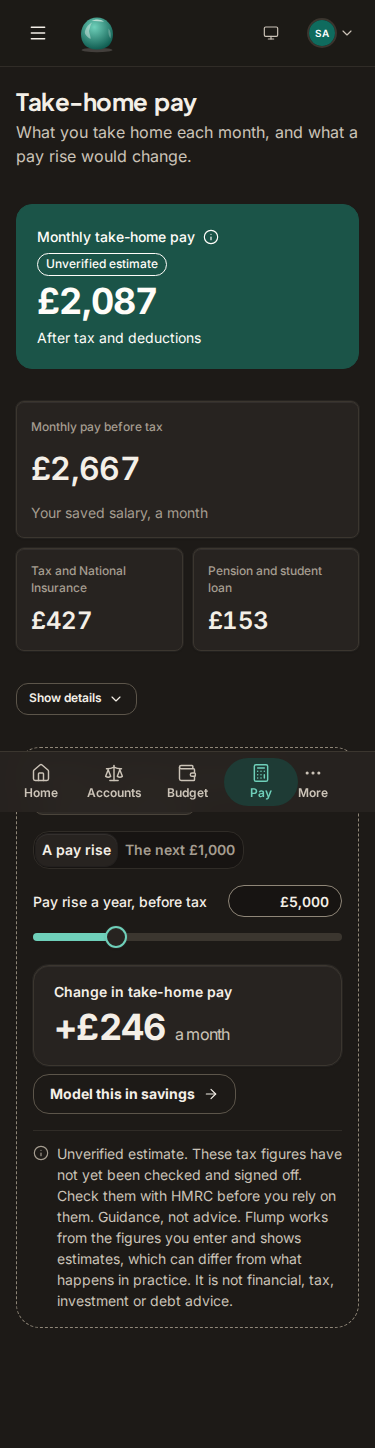 SA
Take-home pay
What you take home each month, and what a
pay rise would change.
Monthly take-home pay
Unverified estimate
£2,087
After tax and deductions
Monthly pay before tax
£2,667
Your saved salary, a month
Tax and National
Insurance
£427
Pension and student
loan
£153
Show details
Home
Accounts
Budget
Pay
More
A pay rise
The next £1,000
Pay rise a year, before tax
£5,000
Change in take-home pay
+£246 a month
Model this in savings
Unverified estimate. These tax figures have
not yet been checked and signed off.
Check them with HMRC before you rely on
them. Guidance, not advice. Flump works
from the figures you enter and shows
estimates, which can differ from what
happens in practice. It is not financial, tax,
investment or debt advice.